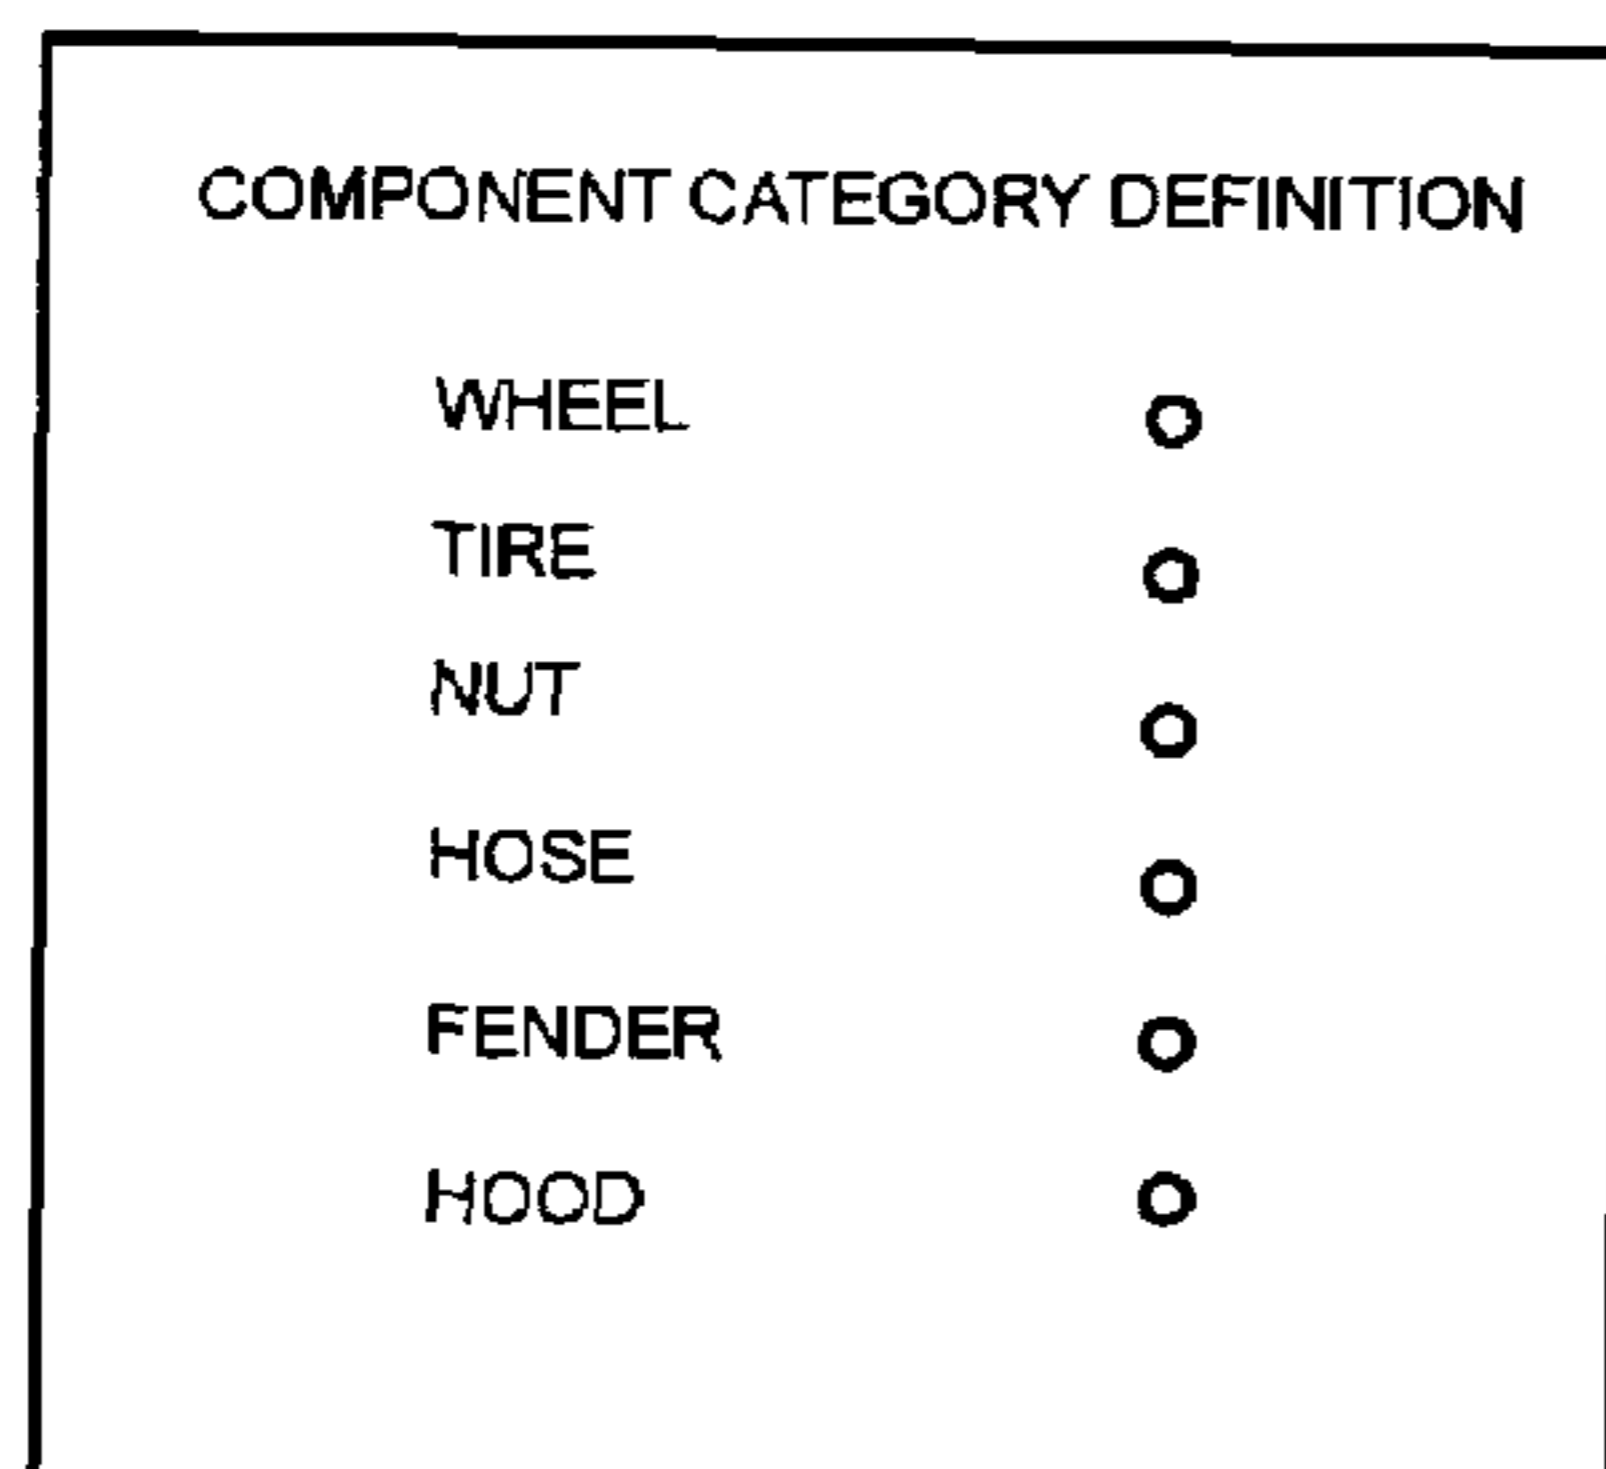 COMPONENT CATEGORY DEFINITION
WHEEL
TIRE
NUT
HOSE
FENDER
HOOD